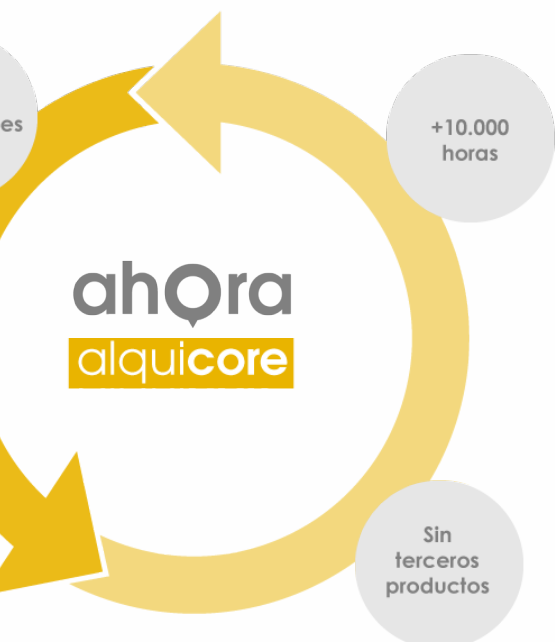 +10.000
horas
ahora
alquicore
Sin
terceros
productos